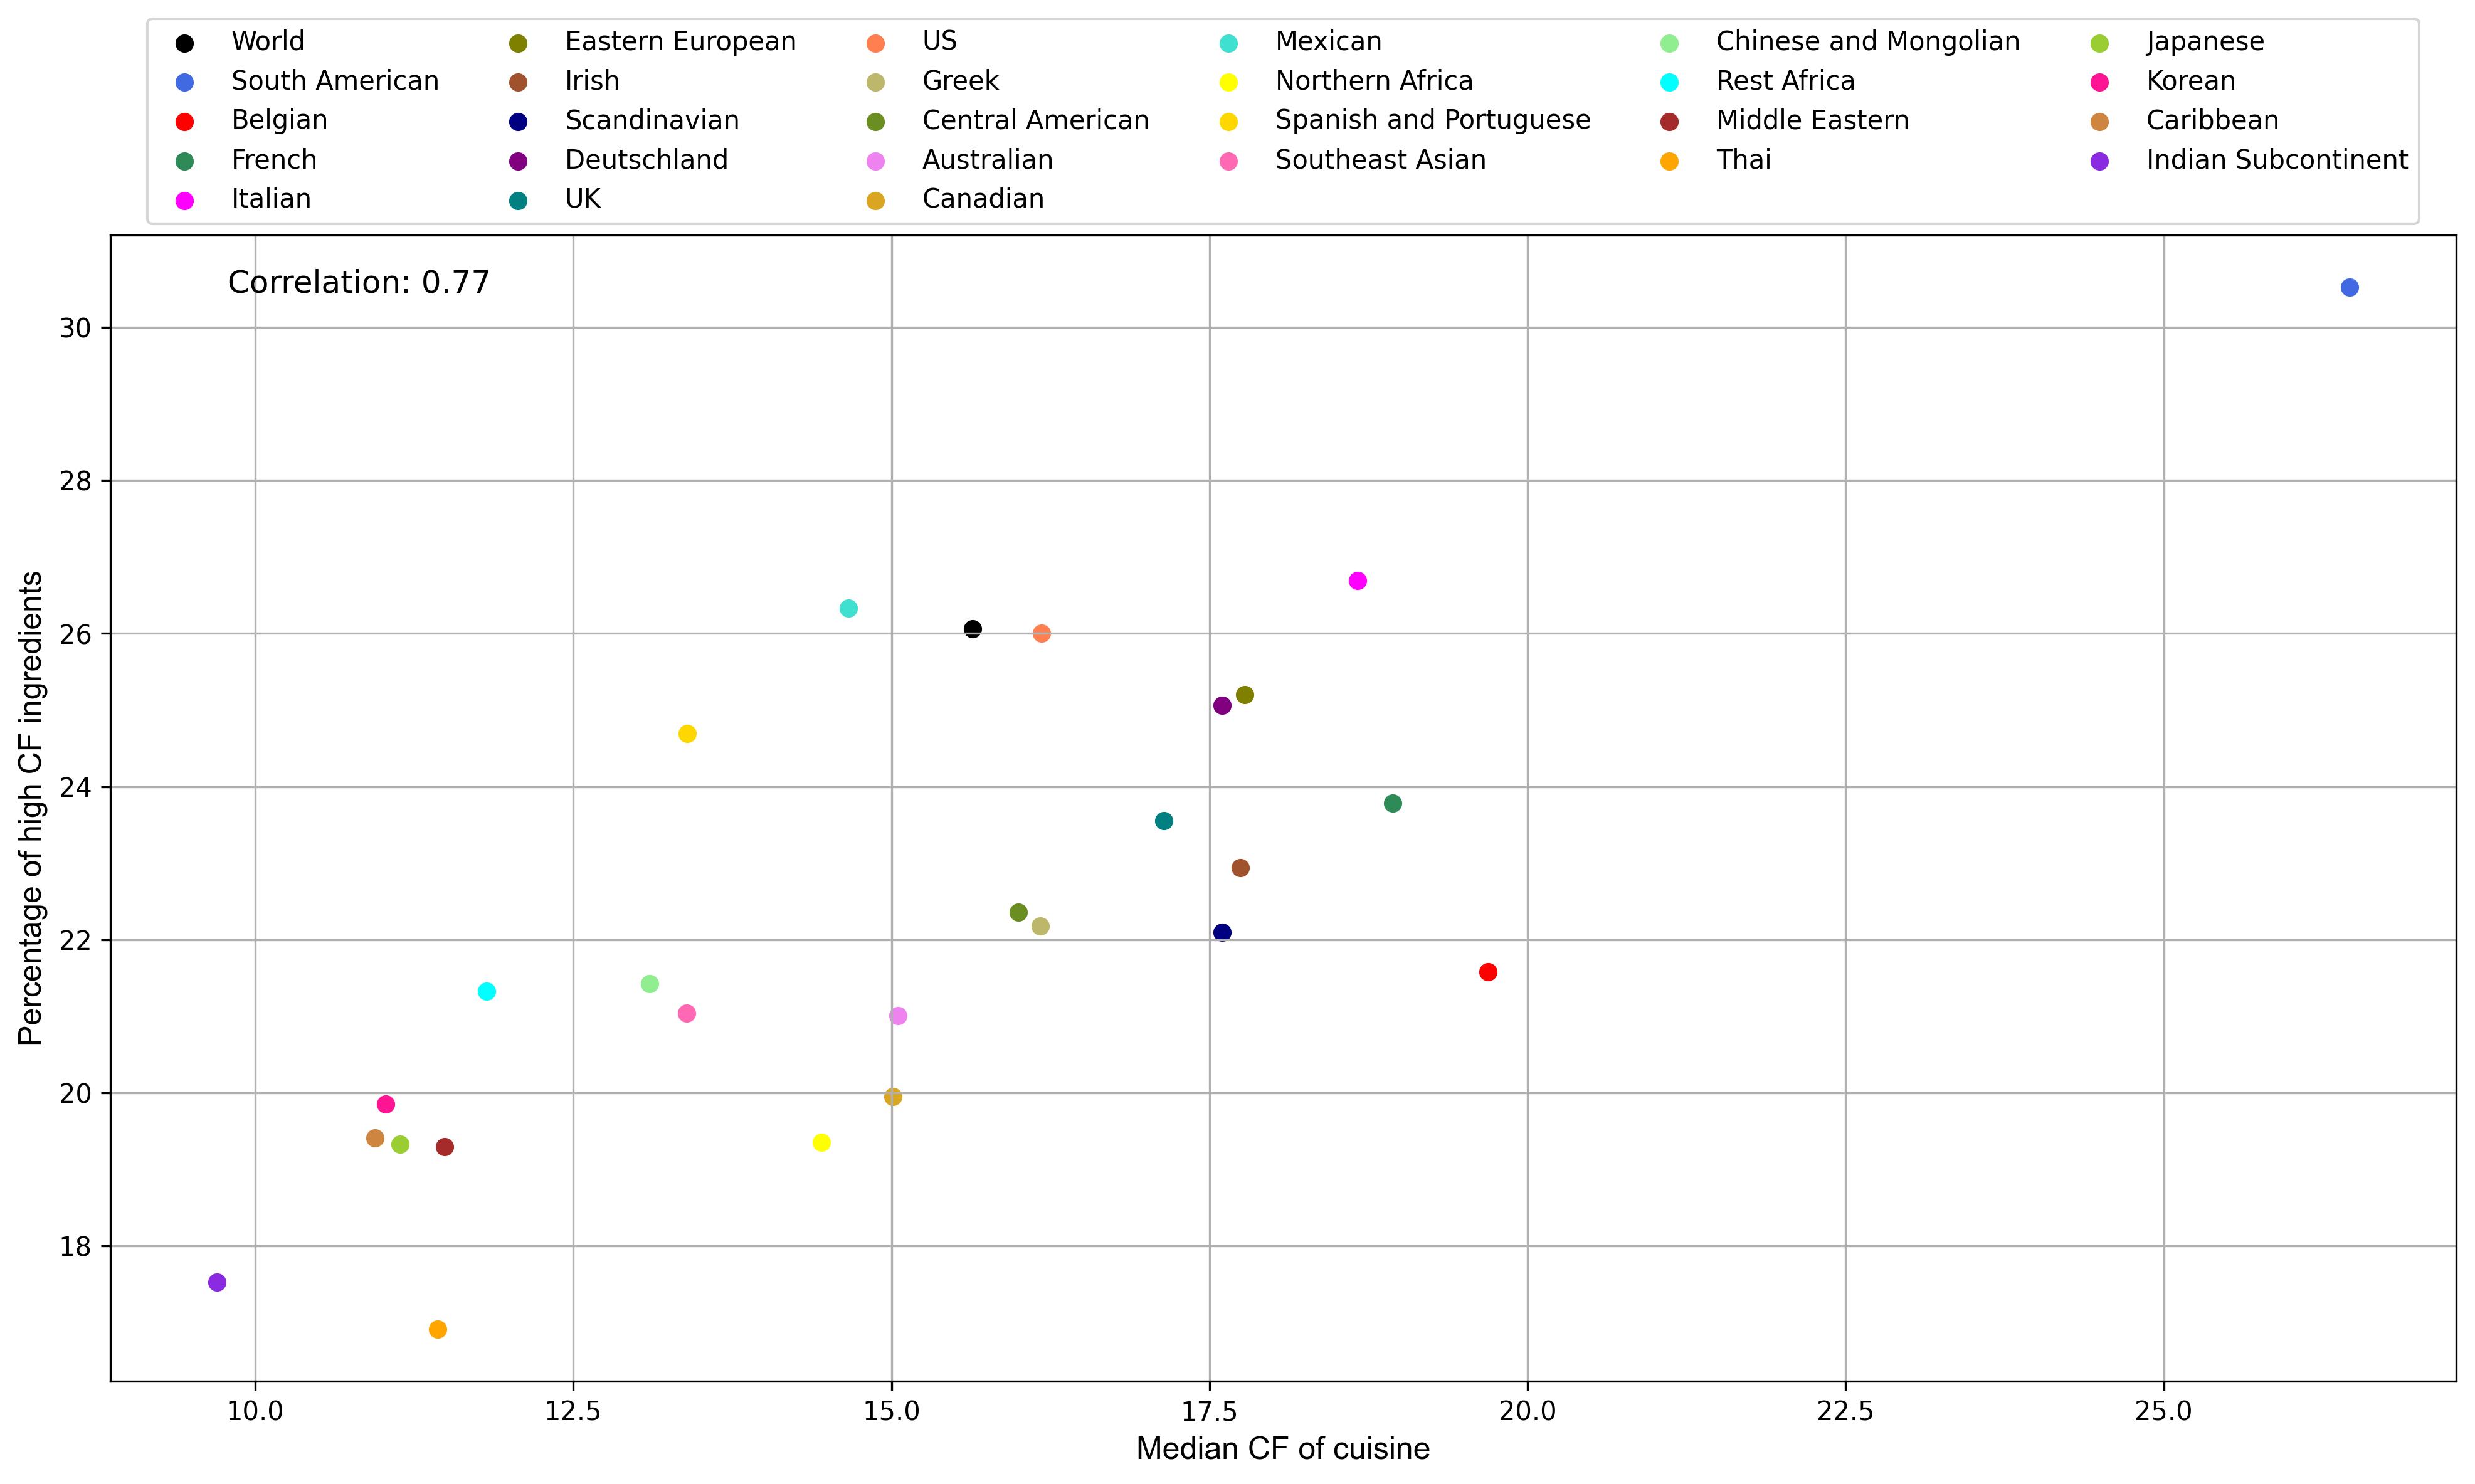 World
South American
Belgian
French
Italian
Eastern European
Irish
Scandinavian
Deutschland
UK
US
Greek
Central American
Australian
Canadian
Mexican
Northern Africa
Spanish and Portuguese
Southeast Asian
Chinese and Mongolian
Rest Africa
Middle Eastern
Thai
Japanese
Korean
Caribbean
Indian Subcontinent
Correlation: 0.77
Percentage of high CF ingredients
30
28
26
24
22
20
18
10.0
12.5
15.0
17.5
20.0
22.5
25.0
Median CF of cuisine